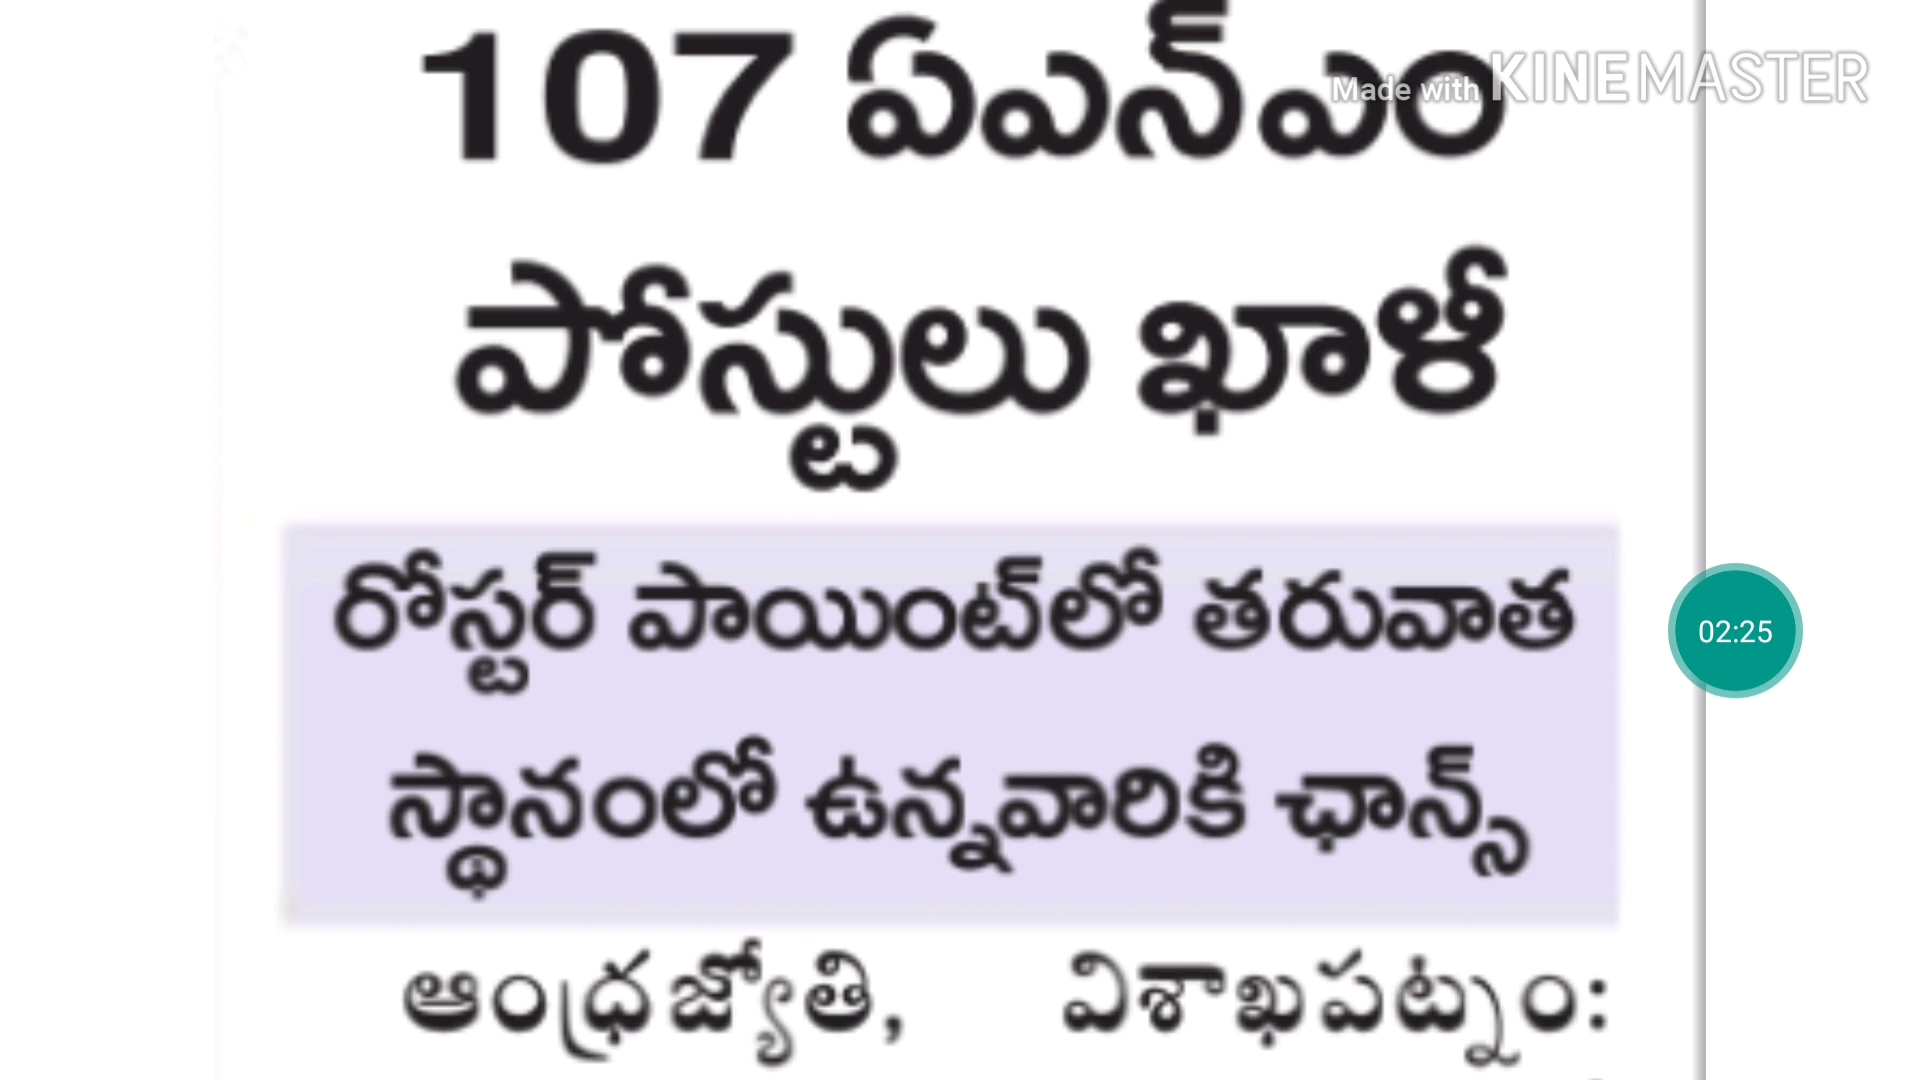 107 ఏఎన్ఎం
Made with KINEMASTER
పోస్టులు ఖాళీ
రోస్టర్ పాయింట్‌లో తరువాత
02:25
స్థానంలో ఉన్నవారికి ఛాన్స్
ఆంధ్రజ్యోతి, విశాఖపట్నం: